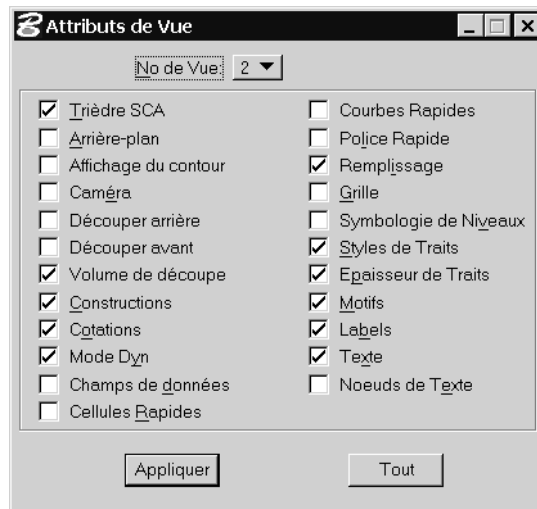 Attributs de Vue
No de Vue: 2
Trièdre SCA
Arrière-plan
Affichage du contour
Caméra
Découper arrière
Découper avant
Volume de découpe
Constructions
Cotations
Mode Dyn
Champs de données
Cellules Rapides
Courbes Rapides
Police Rapide
Remplissage
Grille
Symbologie de Niveaux
Styles de Traits
Epaisseur de Traits
Motifs
Labels
Texte
Noeuds de Texte
Appliquer
Tout